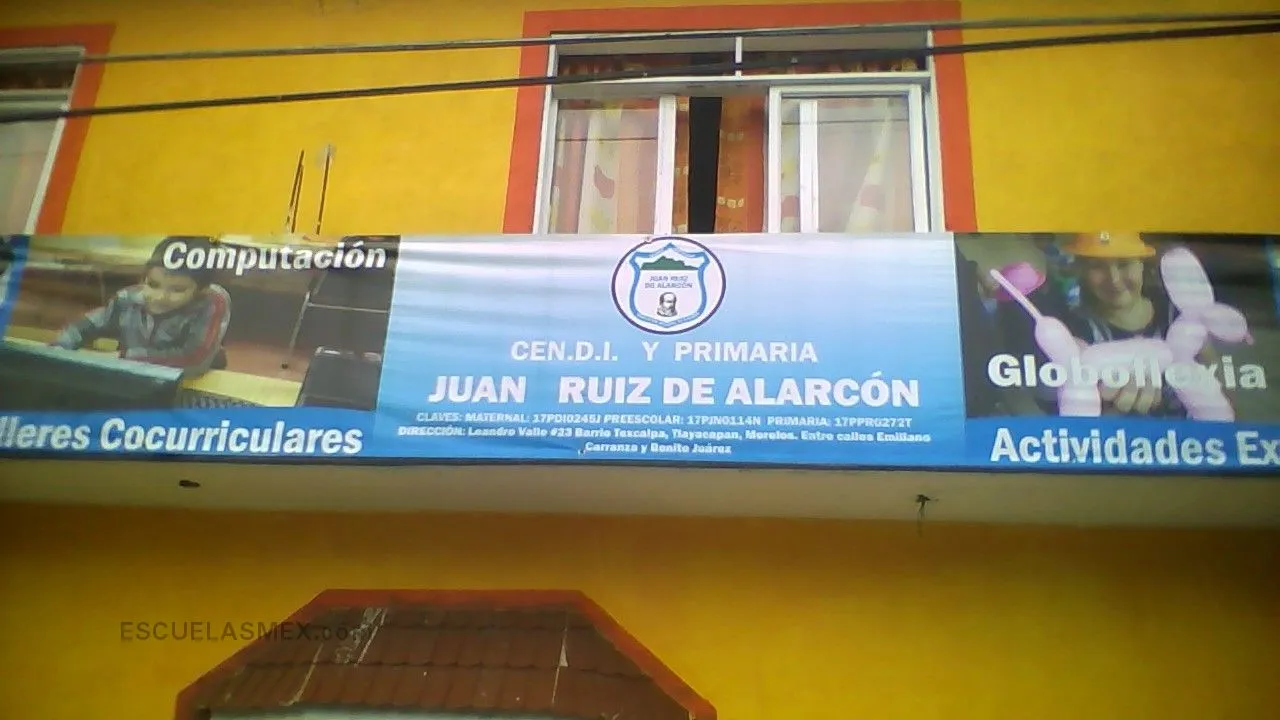 Computación
lleres Cocurriculares
JUAN RUIZ
DE ALARCÓN
CEN.D.I. Y PRIMARIA
JUAN RUIZ DE ALARCÓN
CLAVES: MATERNAL: 17PDI0245J PREESCOLAR: 17PJN0114N PRIMARIA: 17PPR0272T
DIRECCIÓN: Leandro Valle #23 Barrio Texcalpa, Tlayacapan, Morelos. Entre calles Emiliano
Carranza y Benito Juárez
Globoflexia
Actividades Ex
ESCUELASMEX.com